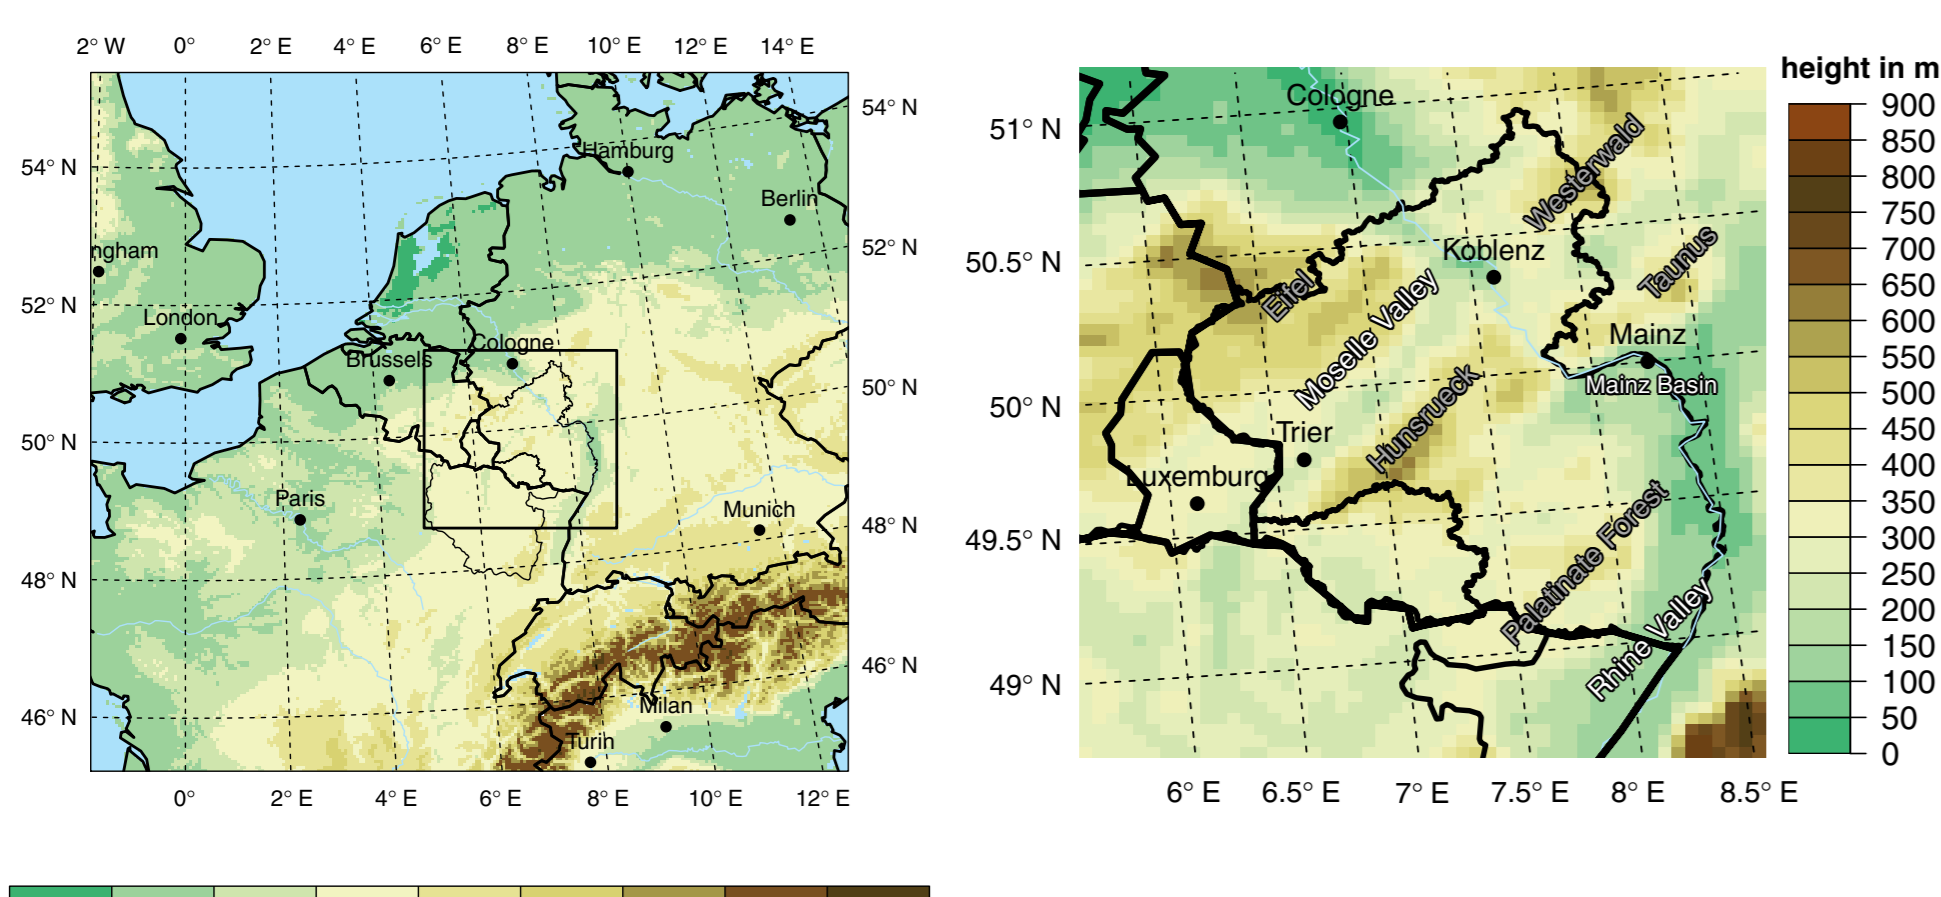 2° W 0° 2° E 4° E 6° E 8° E 10° E 12° E 14° E
54° N
52° N
50° N
48° N
46° N
54° N
52° N
50° N
48° N
46° N
0° 2° E 4° E 6° E 8° E 10° E 12° E
Hamburg
Berlin
ngham
London
Cologne
Brussels
Paris
Munich
Milan
Turin
51° N
50.5° N
50° N
49.5° N
49° N
6° E 6.5° E 7° E 7.5° E 8° E 8.5° E
Cologne
Westerwald
Koblenz
Taunus
Eifel
Moselle Valley
Mainz
Mainz Basin
Hunsrueck
Trier
Luxemburg
Palatinate Forest
Rhine Valley
height in m
900
850
800
750
700
650
600
550
500
450
400
350
300
250
200
150
100
50
0